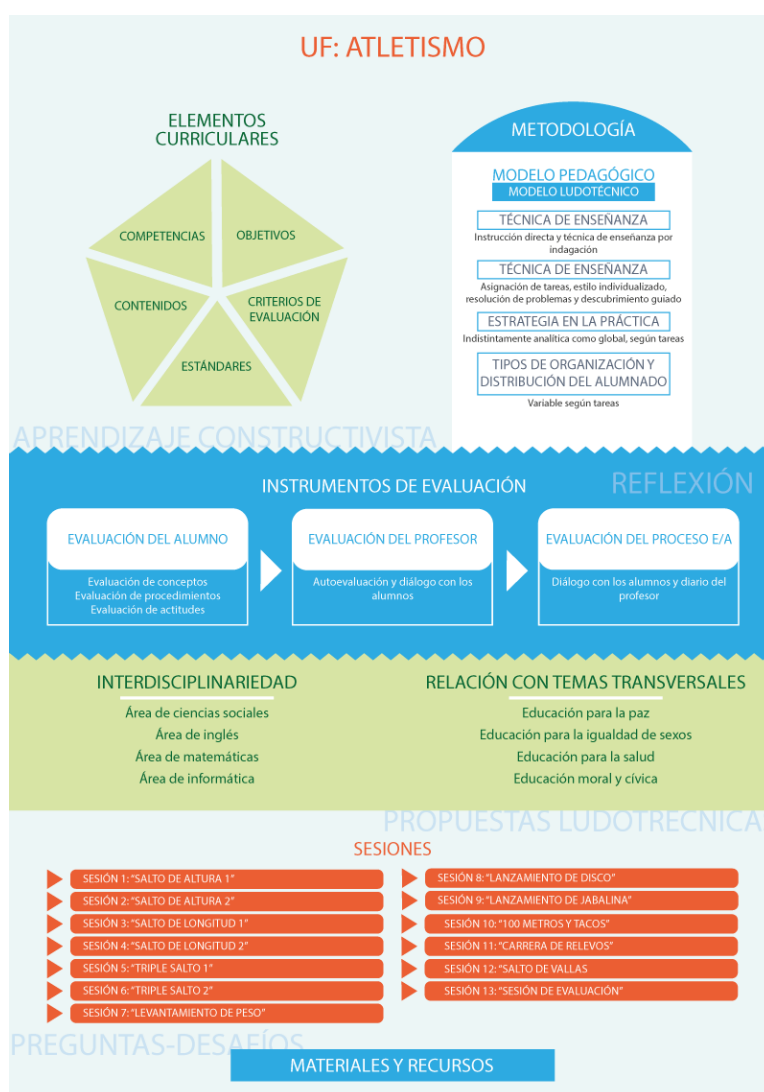 UF: ATLETISMO
ELEMENTOS
CURRICULARES
COMPETENCIAS
OBJETIVOS
CONTENIDOS
CRITERIOS DE
EVALUACIÓN
ESTÁNDARES
METODOLOGÍA
MODELO PEDAGÓGICO
MODELO LUDOTÉCNICO
TÉCNICA DE ENSEÑANZA
Instrucción directa y técnica de enseñanza por
indagación
TÉCNICA DE ENSEÑANZA
Asignación de tareas, estilo individualizado,
resolución de problemas y descubrimiento guiado
ESTRATEGIA EN LA PRÁCTICA
Indistintamente analítica como global, según tareas
TIPOS DE ORGANIZACIÓN Y
DISTRIBUCIÓN DEL ALUMNADO
Variable según tareas
APRENDIZAJE CONSTRUCTIVISTA
REFLEXIÓN
INSTRUMENTOS DE EVALUACIÓN
EVALUACIÓN DEL ALUMNO
Evaluación de conceptos
Evaluación de procedimientos
Evaluación de actitudes
EVALUACIÓN DEL PROFESOR
Autoevaluación y diálogo con los
alumnos
EVALUACIÓN DEL PROCESO E/A
Diálogo con los alumnos y diario del
profesor
INTERDISCIPLINARIEDAD
Área de ciencias sociales
Área de inglés
Área de matemáticas
Área de informática
RELACIÓN CON TEMAS TRANSVERSALES
Educación para la paz
Educación para la igualdad de sexos
Educación para la salud
Educación moral y cívica
PROPUESTAS LUDOTRECNICA
SESIONES
SESIÓN 1: “SALTO DE ALTURA 1”
SESIÓN 2: “SALTO DE ALTURA 2”
SESIÓN 3: “SALTO DE LONGITUD 1”
SESIÓN 4: “SALTO DE LONGITUD 2”
SESIÓN 5: “TRIPLE SALTO 1”
SESIÓN 6: “TRIPLE SALTO 2”
SESIÓN 7: “LEVANTAMIENTO DE PESO”
SESIÓN 8: “LANZAMIENTO DE DISCO”
SESIÓN 9: “LANZAMIENTO DE JABALINA”
SESIÓN 10: “100 METROS Y TACOS”
SESIÓN 11: “CARRERA DE RELEVOS”
SESIÓN 12: “SALTO DE VALLAS
SESIÓN 13: “SESIÓN DE EVALUACIÓN”
PREGUNTAS-DESAFÍOS
MATERIALES Y RECURSOS